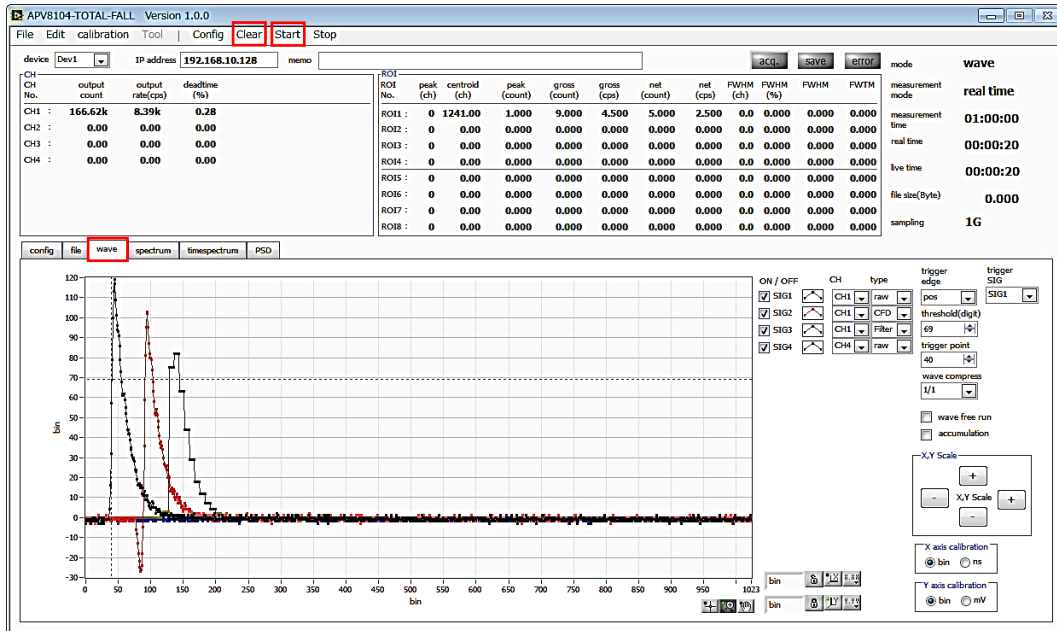 APV8104-TOTAL-FALL Version 1.0.0
File Edit calibration Tool | Config Clear Start Stop
device Dev1 IP address 192.168.10.128 memo acq. save error
mode wave
measurement mode real time
measurement time 01:00:00
real time 00:00:20
live time 00:00:20
file size(Byte) 0.000
sampling 1G
CH
CH No. output count output rate(cps) deadtime (%)
CH1 : 166.62k 8.39k 0.28
CH2 : 0.00 0.00 0.00
CH3 : 0.00 0.00 0.00
CH4 : 0.00 0.00 0.00
ROI
ROI No. peak (ch) centroid (ch) peak (count) gross (count) gross (cps) net (count) net (cps) FWHM (ch) FWHM (%) FWHM FWTM
ROI1 : 0 1241.00 1.000 9.000 4.500 5.000 2.500 0.0 0.000 0.000 0.000
ROI2 : 0 0.00 0.000 0.000 0.000 0.000 0.000 0.0 0.000 0.000 0.000
ROI3 : 0 0.00 0.000 0.000 0.000 0.000 0.000 0.0 0.000 0.000 0.000
ROI4 : 0 0.00 0.000 0.000 0.000 0.000 0.000 0.0 0.000 0.000 0.000
ROI5 : 0 0.00 0.000 0.000 0.000 0.000 0.000 0.0 0.000 0.000 0.000
ROI6 : 0 0.00 0.000 0.000 0.000 0.000 0.000 0.0 0.000 0.000 0.000
ROI7 : 0 0.00 0.000 0.000 0.000 0.000 0.000 0.0 0.000 0.000 0.000
ROI8 : 0 0.00 0.000 0.000 0.000 0.000 0.000 0.0 0.000 0.000 0.000
config file wave spectrum timespectrum PSD
120
110
100
90
80
70
60
50
40
30
20
10
0
-10
-20
-30
bin
0 50 100 150 200 250 300 350 400 450 500 550 600 650 700 750 800 850 900 950 1023
bin
ON / OFF CH type
SIG1 CH1 raw
SIG2 CH1 CFD
SIG3 CH1 Filter
SIG4 CH4 raw
trigger edge
pos
trigger SIG
SIG1
threshold(digit)
69
trigger point
40
wave compress
1/1
wave free run
accumulation
X,Y Scale
+
- X,Y Scale +
-
X axis calibration
bin ns
Y axis calibration
bin mV
bin X X.XX
bin Y Y.YY